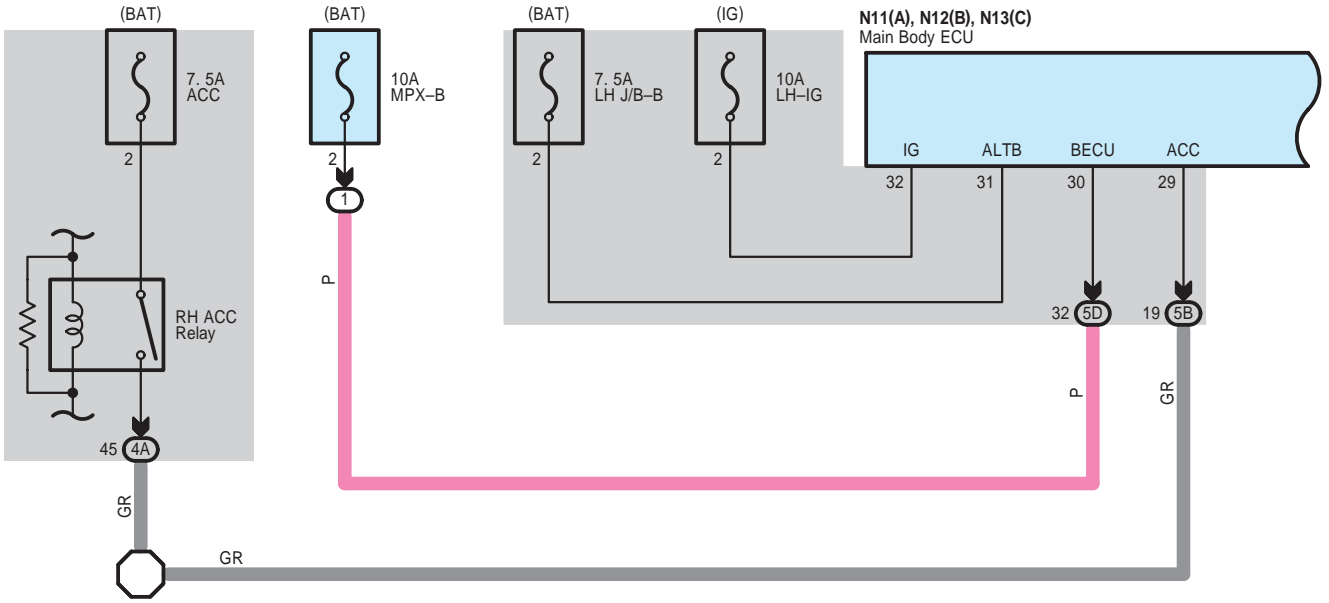 (BAT)
(BAT)
(BAT)
(IG)
N11(A), N12(B), N13(C)
Main Body ECU
7. 5A
ACC
10A
MPX–B
7. 5A
LH J/B–B
10A
LH–IG
IG
ALTB
BECU
ACC
2
2
2
2
32
31
30
29
1
P
RH ACC
Relay
32
5D
19
5B
P
GR
45
4A
GR
GR